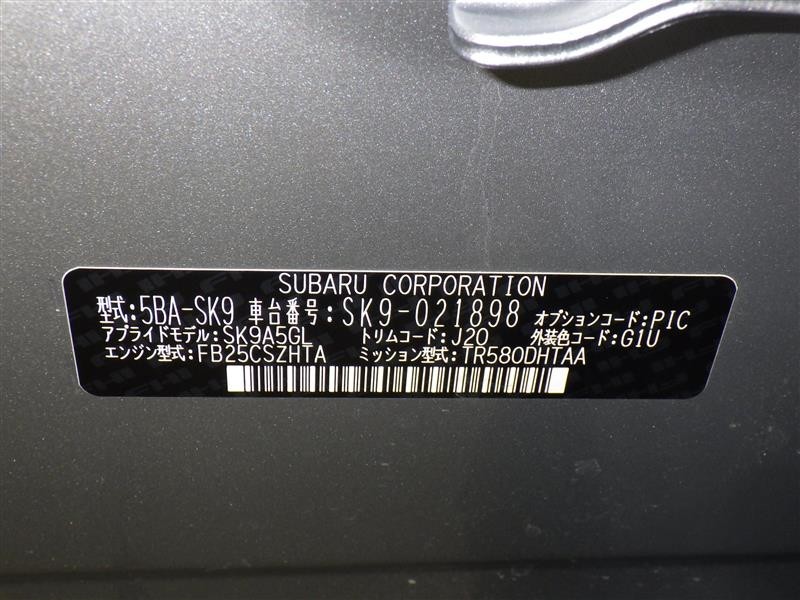 SUBARU CORPORATION
型式:5BA-SK9 車台番号:SK9-021898 オプションコード:PIC
アプライドモデル:SK9A5GL トリムコード:J20 外装色コード:G1U
エンジン型式:FB25CSZHTA ミッション型式:TR580DHTAA